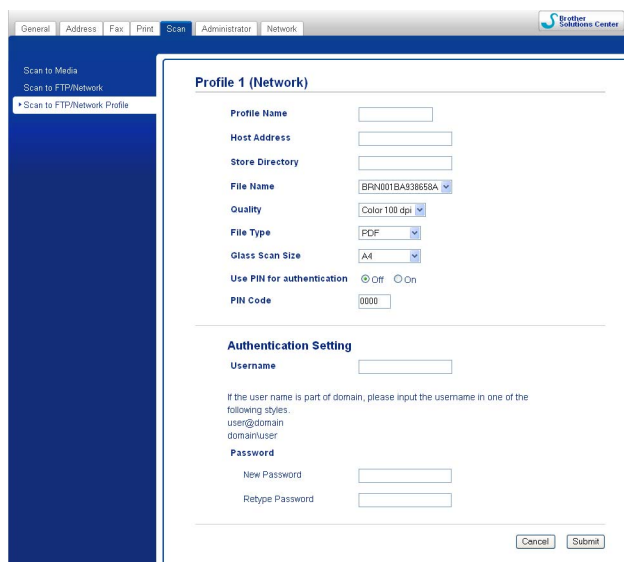 General Address Fax Print Scan Administrator Network
Brother
Solutions Center
Scan to Media
Scan to FTP/Network
Scan to FTP/Network Profile
Profile 1 (Network)
Profile Name
Host Address
Store Directory
File Name BRN001BA938658A
Quality Color 100 dpi
File Type PDF
Glass Scan Size A4
Use PIN for authentication Off On
PIN Code 0000
Authentication Setting
Username
If the user name is part of domain, please input the username in one of the
following styles.
user@domain
domain\user
Password
New Password
Retype Password
Cancel Submit